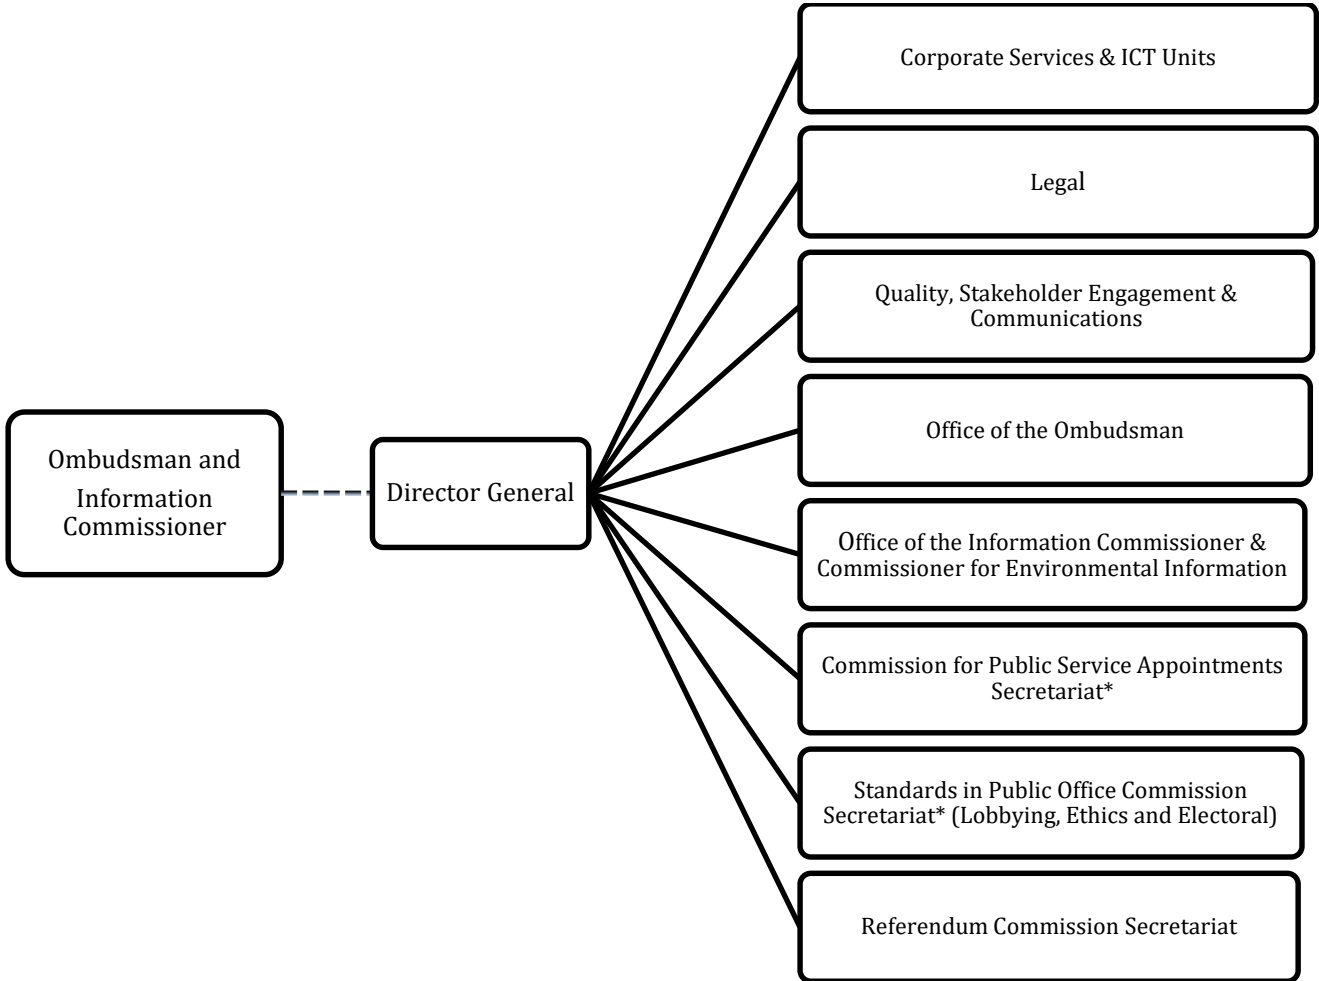 Ombudsman and
Information
Commissioner
Director General
Corporate Services & ICT Units
Legal
Quality, Stakeholder Engagement &
Communications
Office of the Ombudsman
Office of the Information Commissioner &
Commissioner for Environmental Information
Commission for Public Service Appointments
Secretariat*
Standards in Public Office Commission
Secretariat* (Lobbying, Ethics and Electoral)
Referendum Commission Secretariat